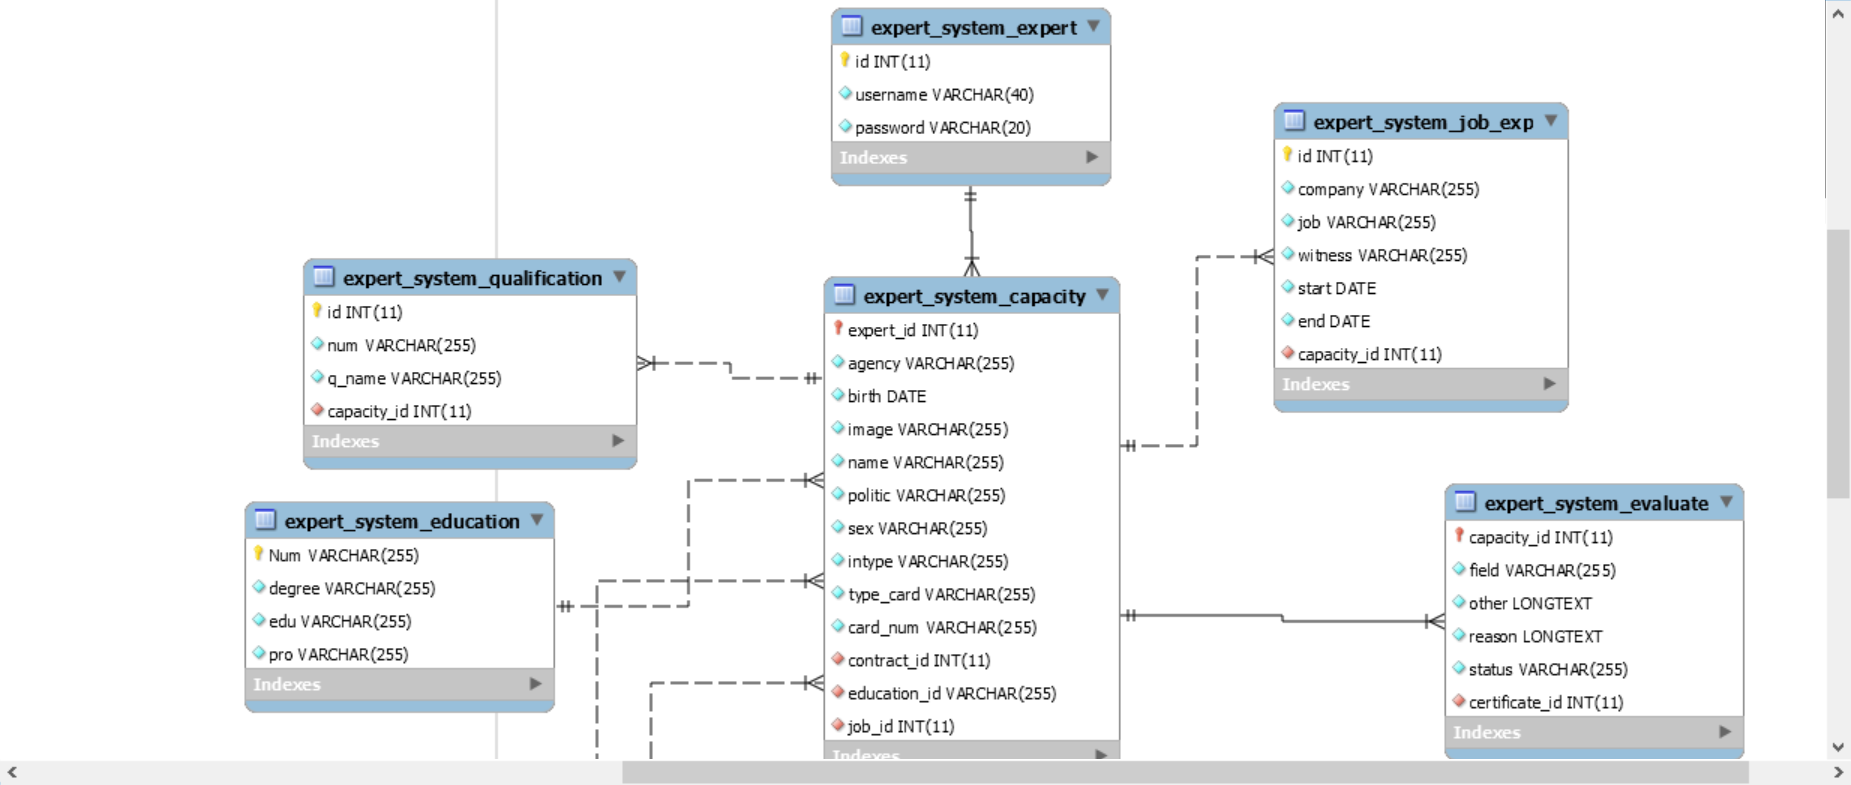 expert_system_expert
id INT(11)
username VARCHAR(40)
password VARCHAR(20)
Indexes
expert_system_job_exp
id INT(11)
company VARCHAR(255)
job VARCHAR(255)
witness VARCHAR(255)
start DATE
end DATE
capacity_id INT(11)
Indexes
expert_system_qualification
id INT(11)
num VARCHAR(255)
q_name VARCHAR(255)
capacity_id INT(11)
Indexes
expert_system_capacity
expert_id INT(11)
agency VARCHAR(255)
birth DATE
image VARCHAR(255)
name VARCHAR(255)
politic VARCHAR(255)
sex VARCHAR(255)
intype VARCHAR(255)
type_card VARCHAR(255)
card_num VARCHAR(255)
contract_id INT(11)
education_id VARCHAR(255)
job_id INT(11)
Indexes
expert_system_education
Num VARCHAR(255)
degree VARCHAR(255)
edu VARCHAR(255)
pro VARCHAR(255)
Indexes
expert_system_evaluate
capacity_id INT(11)
field VARCHAR(255)
other LONGTEXT
reason LONGTEXT
status VARCHAR(255)
certificate_id INT(11)
Indexes